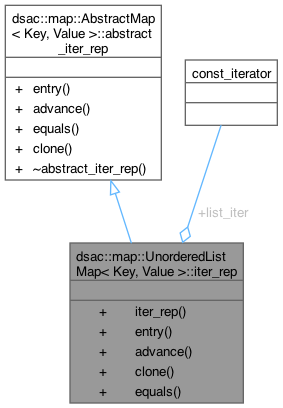 dsac::map::AbstractMap
< Key, Value >::abstract
_iter_rep
+ entry()
+ advance()
+ equals()
+ clone()
+ ~abstract_iter_rep()
const_iterator
+list_iter
dsac::map::UnorderedList
Map< Key, Value >::iter_rep
+ iter_rep()
+ entry()
+ advance()
+ clone()
+ equals()